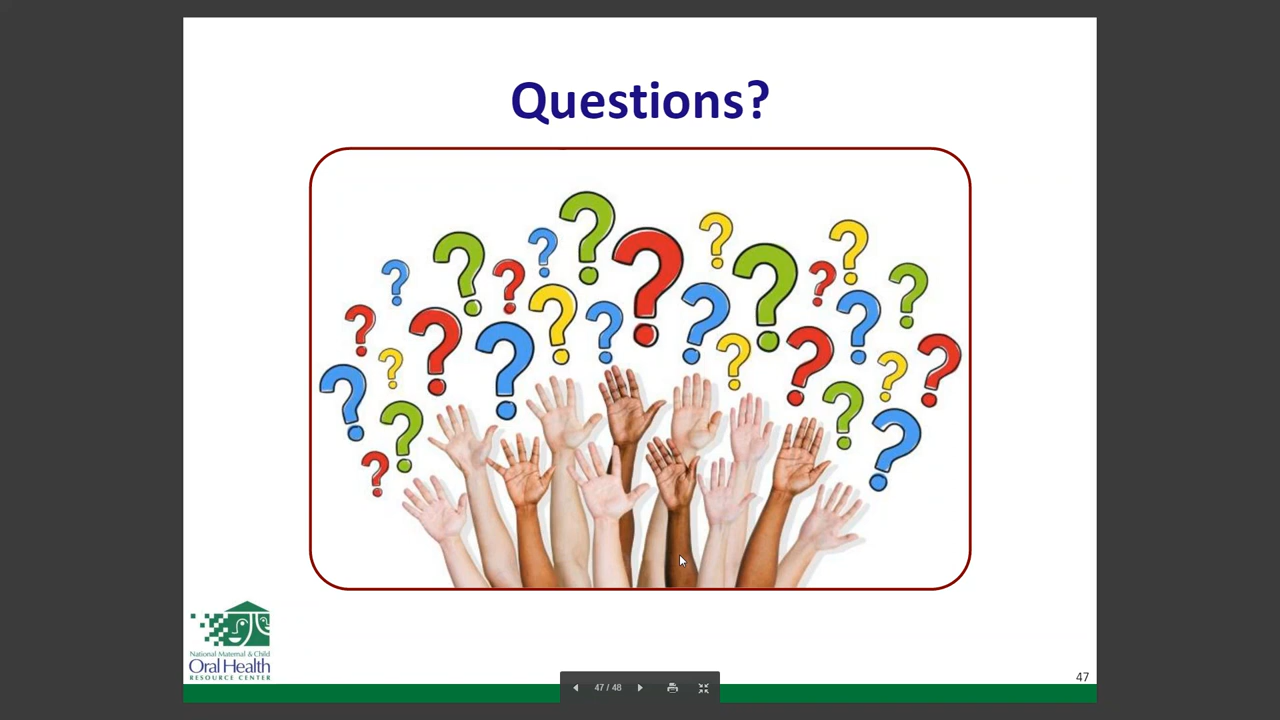 Questions?
National Maternal & Child
Oral Health
RESOURCE CENTER
47
47 / 48